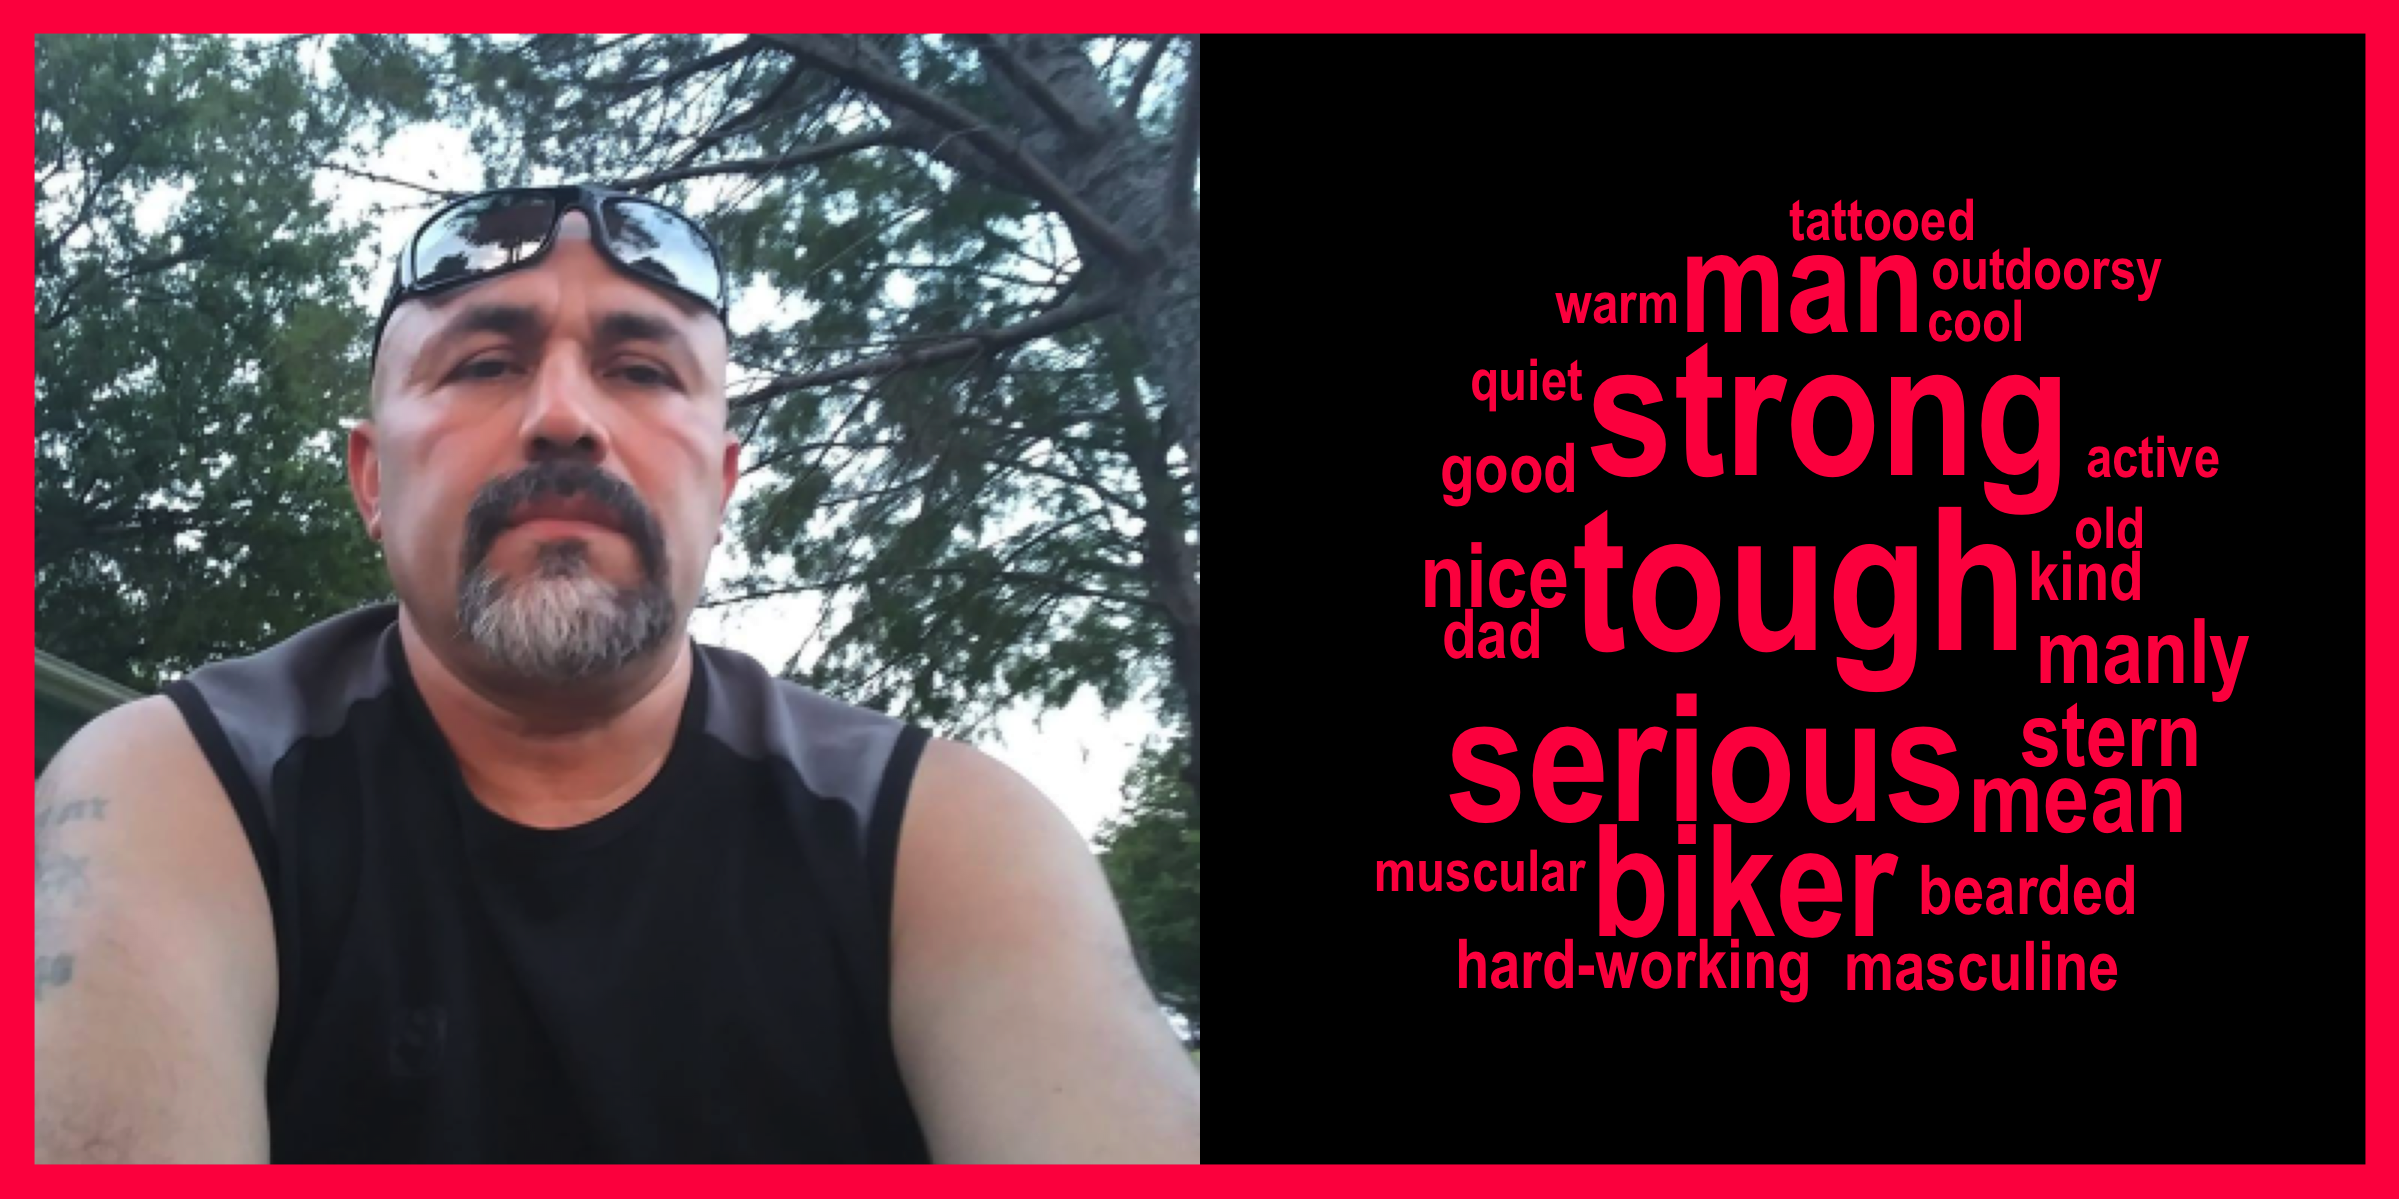 tattooed
man
outdoorsy
warm
cool
quiet
strong
good
active
old
nice
tough
kind
dad
manly
stern
serious
mean
muscular
biker
bearded
hard-working
masculine